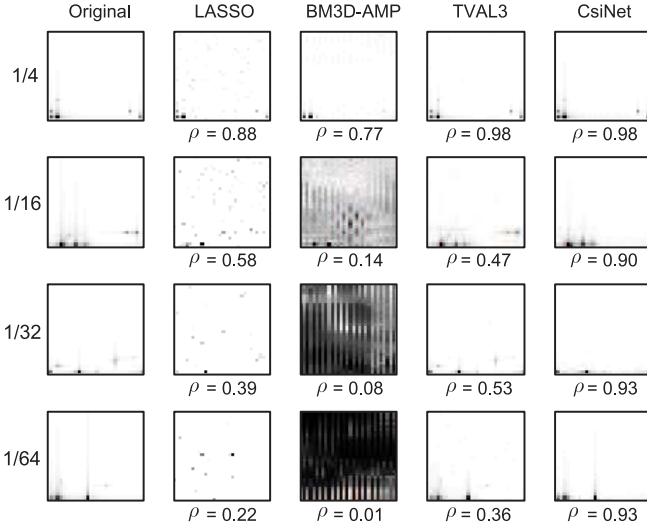 Original LASSO BM3D-AMP TVAL3 CsiNet
1/4
ρ = 0.88 ρ = 0.77 ρ = 0.98 ρ = 0.98
1/16
ρ = 0.58 ρ = 0.14 ρ = 0.47 ρ = 0.90
1/32
ρ = 0.39 ρ = 0.08 ρ = 0.53 ρ = 0.93
1/64
ρ = 0.22 ρ = 0.01 ρ = 0.36 ρ = 0.93